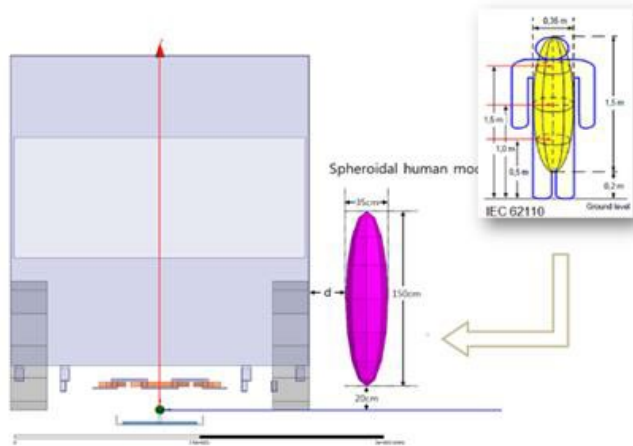 0,35 m
1,5 m
1,5 m
1,0 m
0,5 m
0,2 m
Ground level
IEC 62110
Spheroidal human
35cm
d
150cm
20cm
0